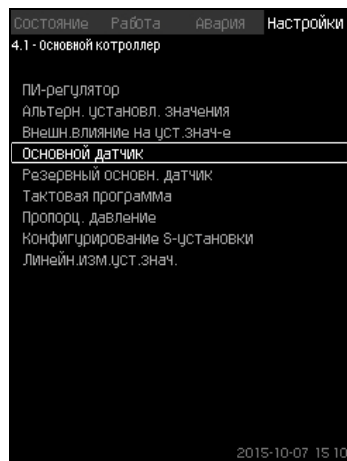 Состояние Работа Авария Настройки
4.1 - Основной котроллер
ПИ-регулятор
Альтерн. установл. значения
Внешн.влияние на уст.знач-е
Основной датчик
Резервный основн. датчик
Тактовая программа
Пропорц. давление
Конфигурирование S-установки
Линейн.изм.уст.знач.
2015-10-07 15:10